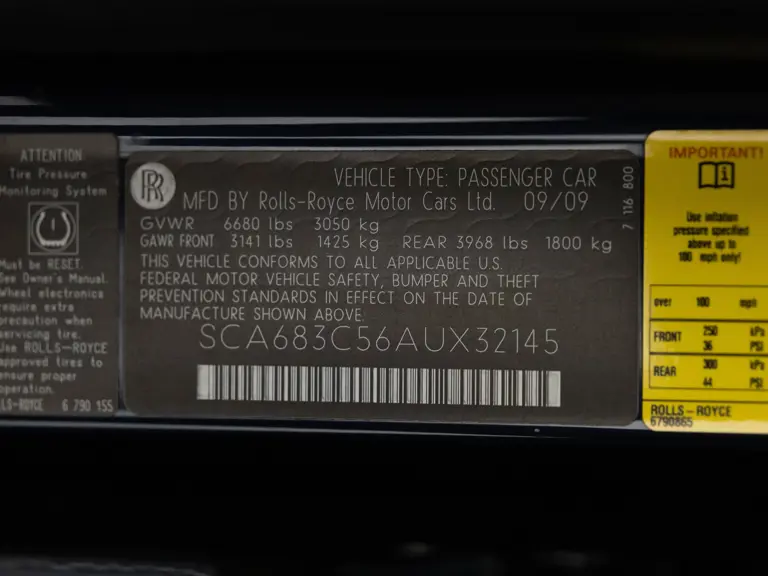 ATTENTION
Tire Pressure
Monitoring System
Must be RESET.
See Owner's Manual.
Wheel electronics
require extra
precaution when
servicing tire.
Use ROLLS-ROYCE
approved tires to
ensure proper
operation.
LLS-ROYCE 6 790 155
RR
VEHICLE TYPE: PASSENGER CAR
MFD BY Rolls-Royce Motor Cars Ltd. 09/09
GVWR 6680 lbs 3050 kg
GAWR FRONT 3141 lbs 1425 kg REAR 3968 lbs 1800 kg
THIS VEHICLE CONFORMS TO ALL APPLICABLE U.S.
FEDERAL MOTOR VEHICLE SAFETY, BUMPER AND THEFT
PREVENTION STANDARDS IN EFFECT ON THE DATE OF
MANUFACTURE SHOWN ABOVE:
SCA683C56AUX32145
7 116 800
IMPORTANT!
Use inflation
pressure specified
above up to
100 mph only!
over 100 mph
FRONT 250 kPa
36 PSI
REAR 300 kPa
44 PSI
ROLLS-ROYCE
6790865